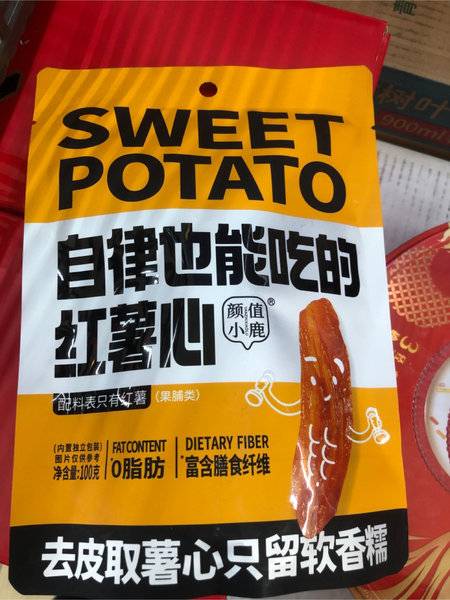 SWEET
POTATO
自律也能吃的
红薯心
颜值
小鹿
®
配料表只有红薯
(果脯类)
(内置独立包装)
图片仅供参考
净含量:100克
FAT CONTENT
*0脂肪
DIETARY FIBER
*富含膳食纤维
去皮取薯心只留软香糯
树叶
900ml